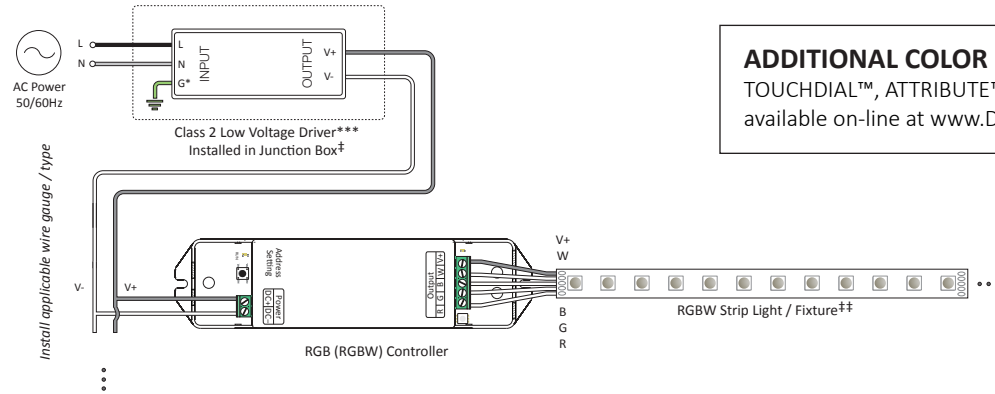 L
N
AC Power
50/60Hz
L
N
G*
INPUT
OUTPUT
V+
V-
Class 2 Low Voltage Driver***
Installed in Junction Box‡
ADDITIONAL COLOR
TOUCHDIAL™, ATTRIBUTE™
available on-line at www.D
Install applicable wire gauge / type
V-
V+
Address
Setting
Power
DC+ DC-
Output
R G B W V+
RGB (RGBW) Controller
V+
W
B
G
R
RGBW Strip Light / Fixture‡‡